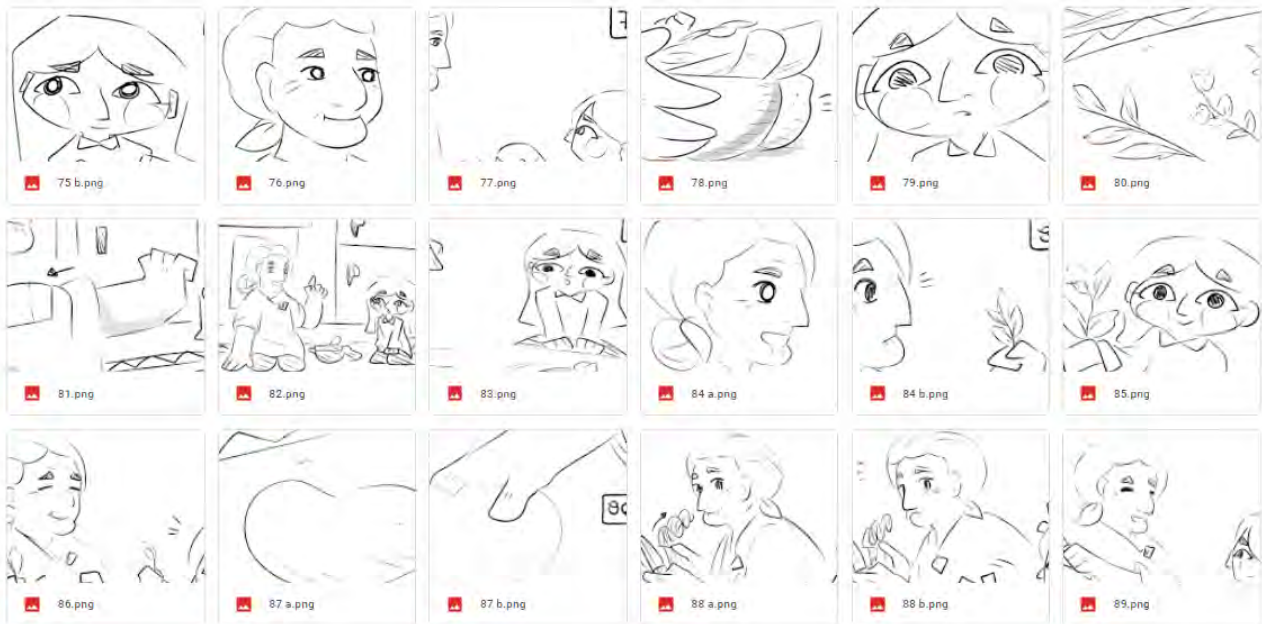 75 b.png
76.png
77.png
78.png
79.png
80.png
81.png
82.png
83.png
84 a.png
84 b.png
85.png
86.png
87 a.png
87 b.png
88 a.png
88 b.png
89.png